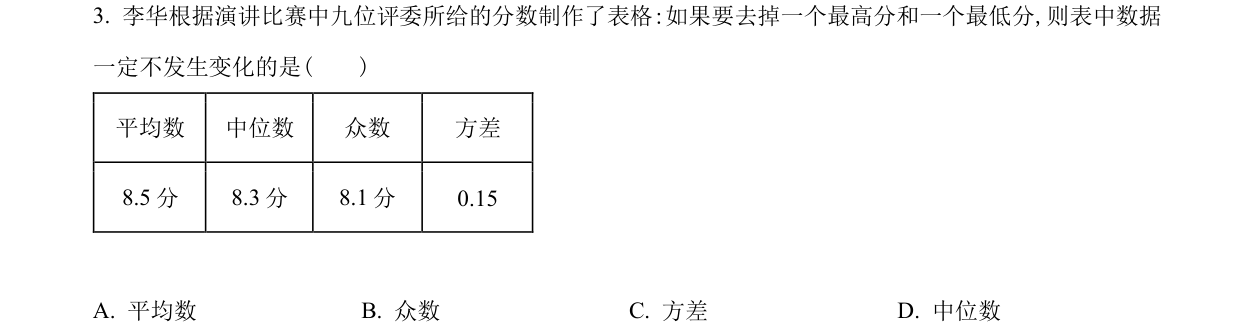 3. 李华根据演讲比赛中九位评委所给的分数制作了表格:如果要去掉一个最高分和一个最低分,则表中数据
一定不发生变化的是(　　)
平均数 中位数 众数 方差
8.5 分 8.3 分 8.1 分 0.15
A. 平均数 B. 众数 C. 方差 D. 中位数